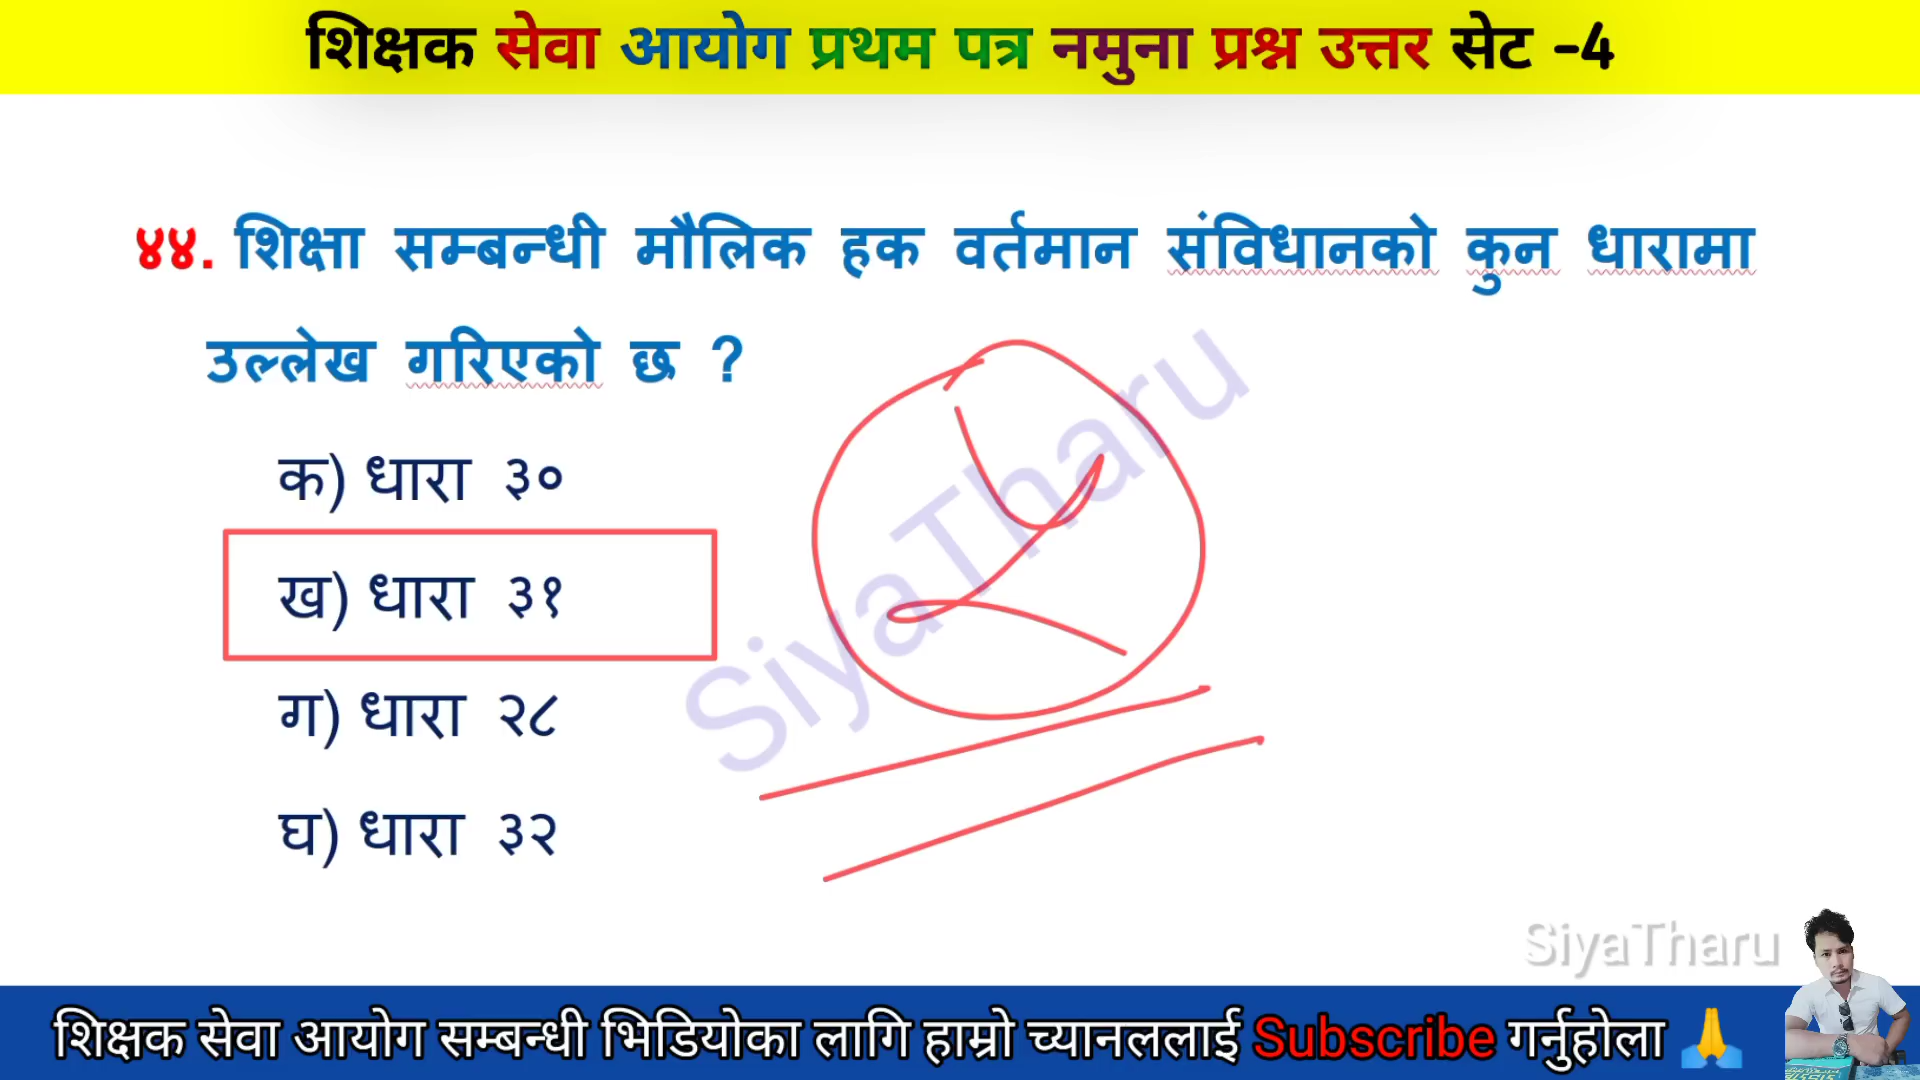 शिक्षक सेवा आयोग प्रथम पत्र नमुना प्रश्न उत्तर सेट -4
४४. शिक्षा सम्बन्धी मौलिक हक वर्तमान संविधानको कुन धारामा
उल्लेख गरिएको छ ?
क) धारा ३०
ख) धारा ३१
ग) धारा २८
घ) धारा ३२
SiyaTharu
SiyaTharu
शिक्षक सेवा आयोग सम्बन्धी भिडियोका लागि हाम्रो च्यानललाई Subscribe गर्नुहोला 🙏